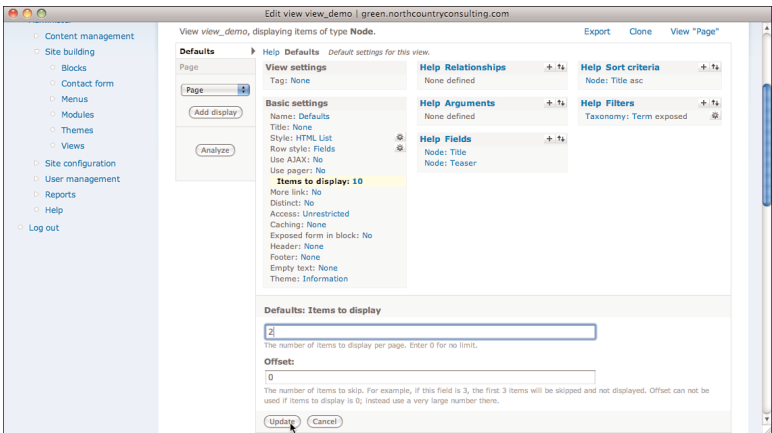 Edit view view_demo | green.northcountryconsulting.com
Content management
Site building
Blocks
Contact form
Menus
Modules
Themes
Views
Site configuration
User management
Reports
Help
Log out
View view_demo, displaying items of type Node.
Export Clone View "Page"
Defaults
Page
Page
Add display
Analyze
Help Defaults Default settings for this view.
View settings
Tag: None
Basic settings
Name: Defaults
Title: None
Style: HTML List
Row style: Fields
Use AJAX: No
Use pager: No
Items to display: 10
More link: No
Distinct: No
Access: Unrestricted
Caching: None
Exposed form in block: No
Header: None
Footer: None
Empty text: None
Theme: Information
Help Relationships
None defined
Help Arguments
None defined
Help Fields
Node: Title
Node: Teaser
Help Sort criteria
Node: Title asc
Help Filters
Taxonomy: Term exposed
Defaults: Items to display
2
The number of items to display per page. Enter 0 for no limit.
Offset:
0
The number of items to skip. For example, if this field is 3, the first 3 items will be skipped and not displayed. Offset can not be
used if items to display is 0; instead use a very large number there.
Update Cancel